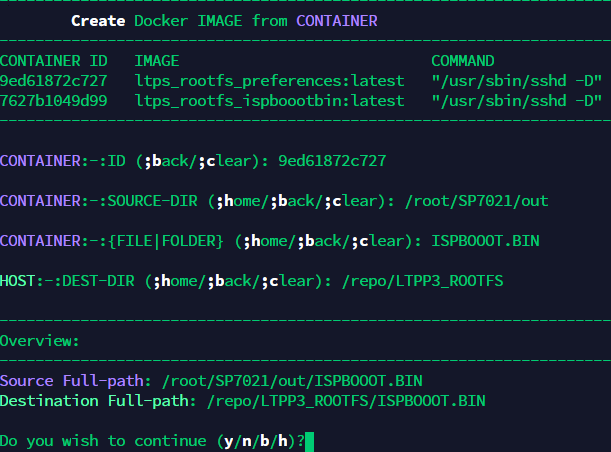 --------------------------------------------------------------------
Create Docker IMAGE from CONTAINER
--------------------------------------------------------------------
CONTAINER ID   IMAGE                            COMMAND
9ed61872c727   ltps_rootfs_preferences:latest   "/usr/sbin/sshd -D"
7627b1049d99   ltps_rootfs_ispboootbin:latest   "/usr/sbin/sshd -D"
--------------------------------------------------------------------
CONTAINER:-:ID (;back/;clear): 9ed61872c727
CONTAINER:-:SOURCE-DIR (;home/;back/;clear): /root/SP7021/out
CONTAINER:-:{FILE|FOLDER} (;home/;back/;clear): ISPBOOOT.BIN
HOST:-:DEST-DIR (;home/;back/;clear): /repo/LTPP3_ROOTFS
--------------------------------------------------------------------
Overview:
--------------------------------------------------------------------
Source Full-path: /root/SP7021/out/ISPBOOOT.BIN
Destination Full-path: /repo/LTPP3_ROOTFS/ISPBOOOT.BIN
Do you wish to continue (y/n/b/h)?